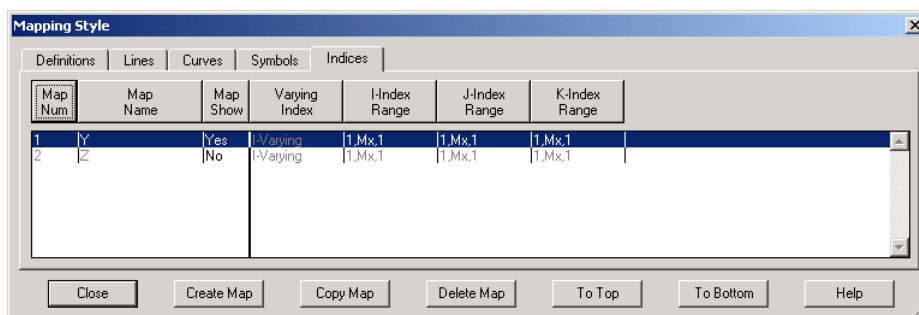 Mapping Style
Definitions Lines Curves Symbols Indices
Map Num Map Name Map Show Varying Index I-Index Range J-Index Range K-Index Range
1 Y Yes I-Varying 1,Mx,1 1,Mx,1 1,Mx,1
2 Z No I-Varying 1,Mx,1 1,Mx,1 1,Mx,1
Close Create Map Copy Map Delete Map To Top To Bottom Help